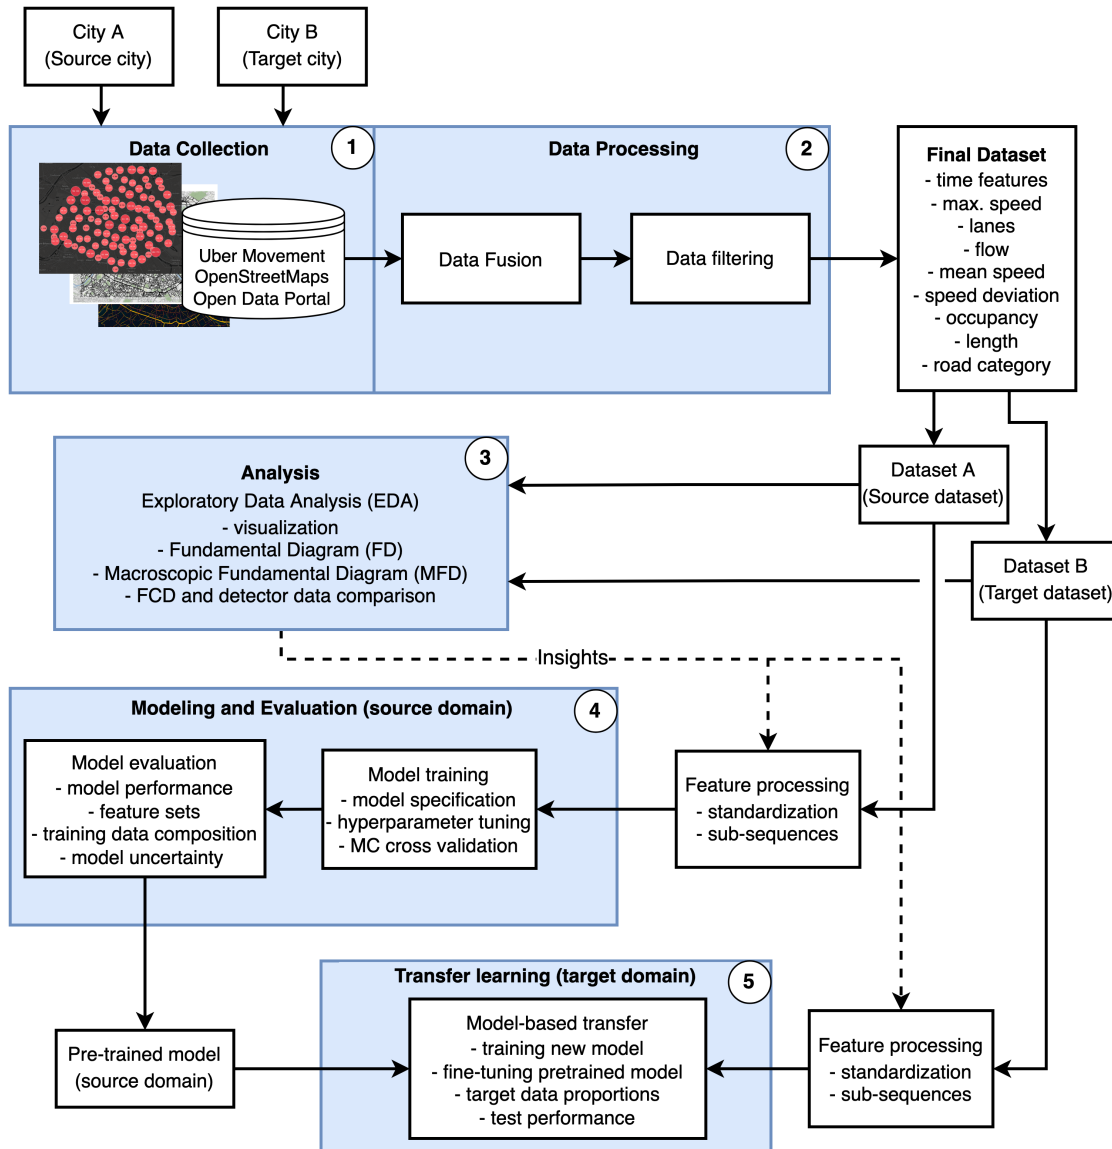 City A
(Source city)
City B
(Target city)
Data Collection
1
Uber Movement
OpenStreetMaps
Open Data Portal
Data Processing
2
Data Fusion
Data filtering
Final Dataset
- time features
- max. speed
- lanes
- flow
- mean speed
- speed deviation
- occupancy
- length
- road category
Dataset A
(Source dataset)
Dataset B
(Target dataset)
3
Analysis
Exploratory Data Analysis (EDA)
- visualization
- Fundamental Diagram (FD)
- Macroscopic Fundamental Diagram (MFD)
- FCD and detector data comparison
Insights
Modeling and Evaluation (source domain)
4
Model evaluation
- model performance
- feature sets
- training data composition
- model uncertainty
Model training
- model specification
- hyperparameter tuning
- MC cross validation
Feature processing
- standardization
- sub-sequences
Transfer learning (target domain)
5
Pre-trained model
(source domain)
Model-based transfer
- training new model
- fine-tuning pretrained model
- target data proportions
- test performance
Feature processing
- standardization
- sub-sequences